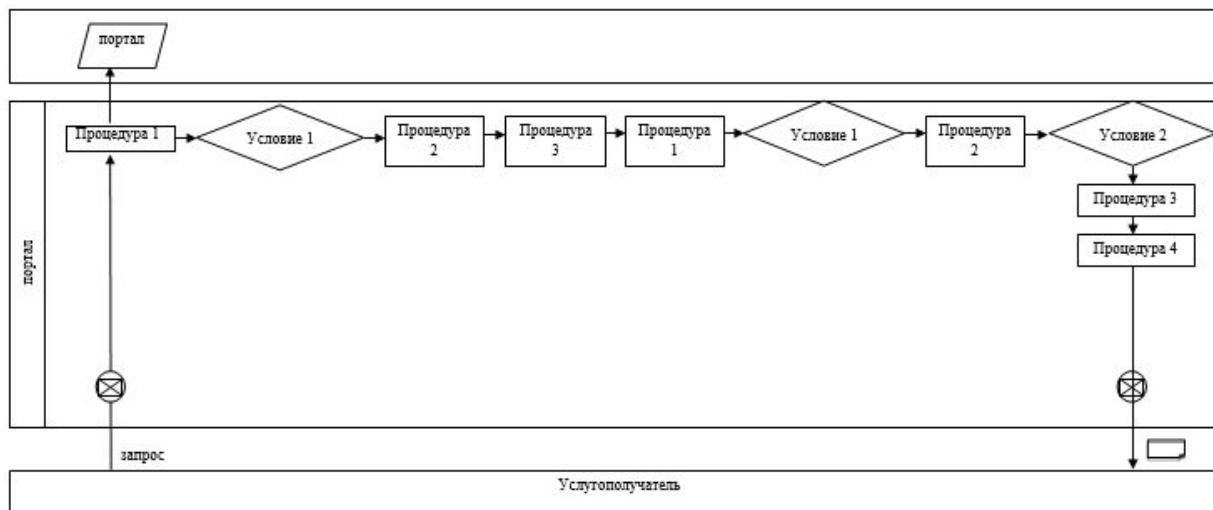 портал
Процедура 1
Условие 1
Процедура
2
Процедура
3
Процедура
1
Условие 1
Процедура
2
Условие 2
Процедура 3
Процедура 4
портал
запрос
Услугополучатель